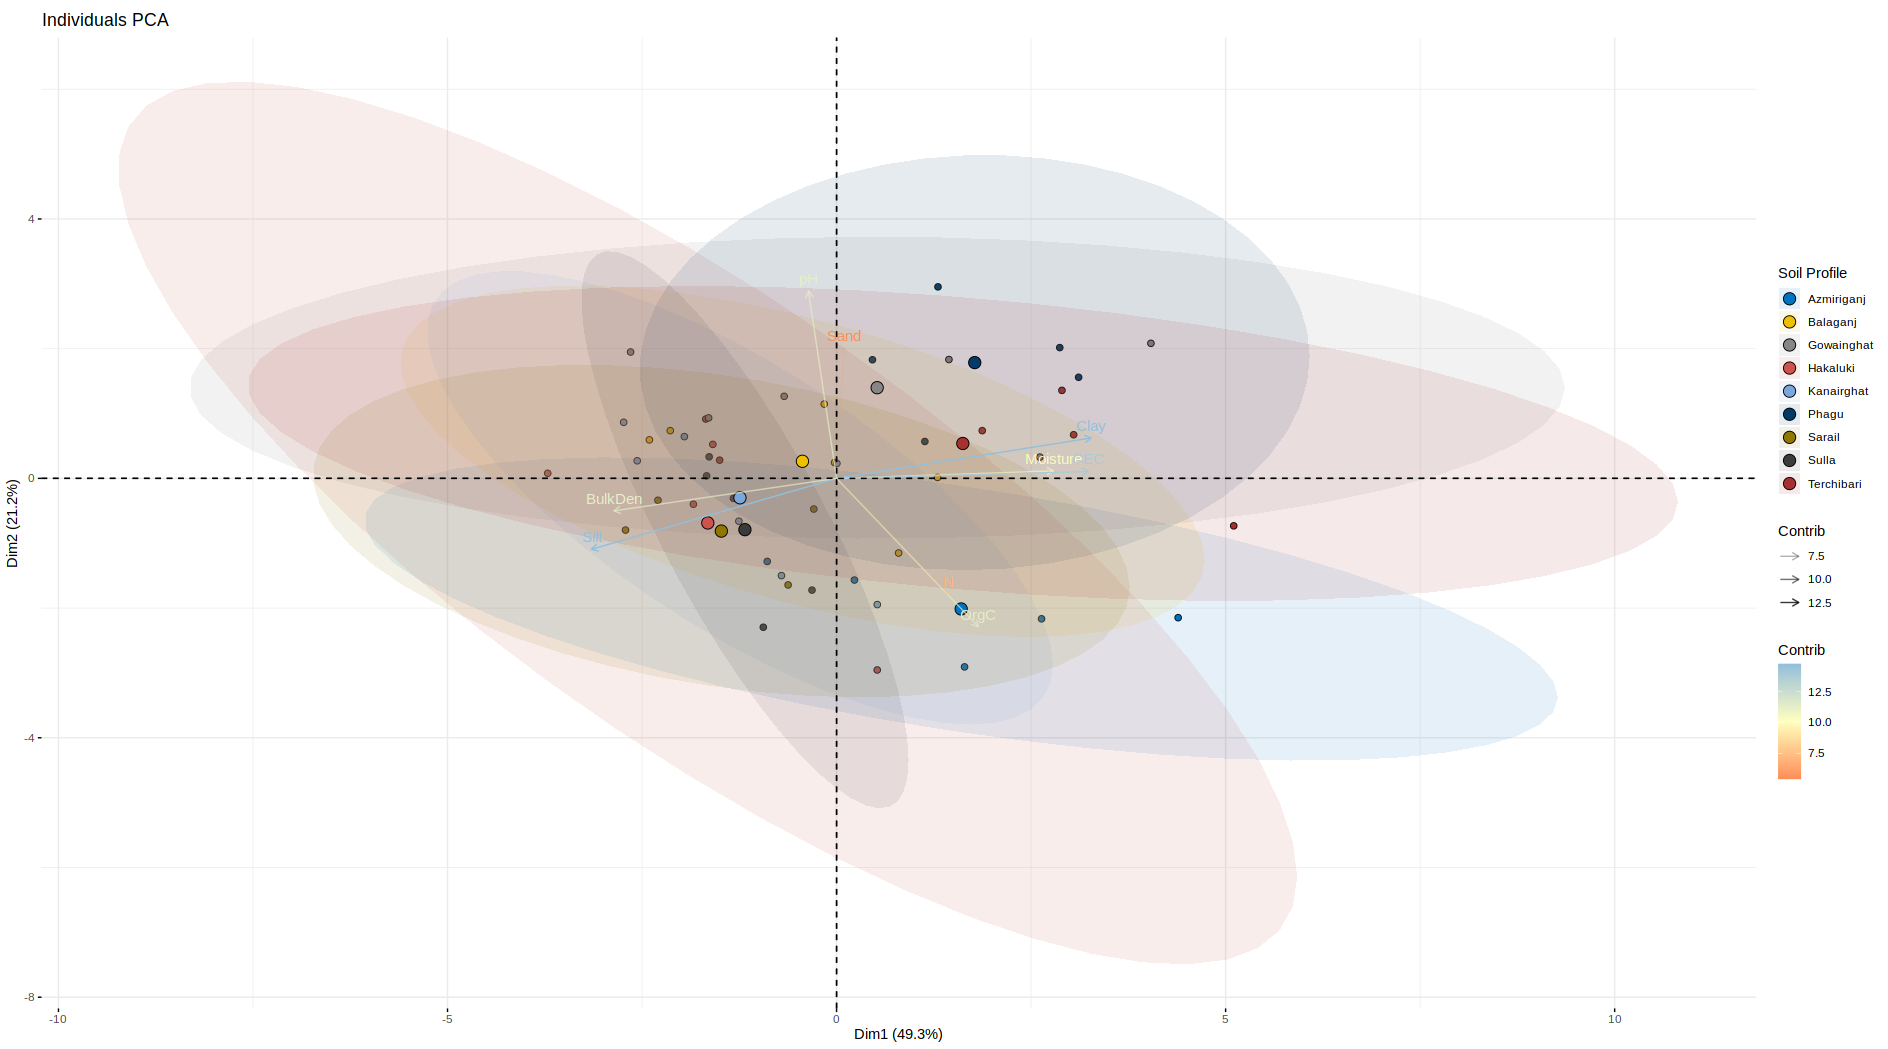 Individuals PCA
4
0
-4
-8
-10
-5
0
5
10
Dim1 (49.3%)
Dim2 (21.2%)
pH
Sand
Clay
Moisture
EC
BulkDen
Silt
N
OrgC
Soil Profile
Azmiriganj
Balaganj
Gowainghat
Hakaluki
Kanairghat
Phagu
Sarail
Sulla
Terchibari
Contrib
7.5
10.0
12.5
Contrib
12.5
10.0
7.5